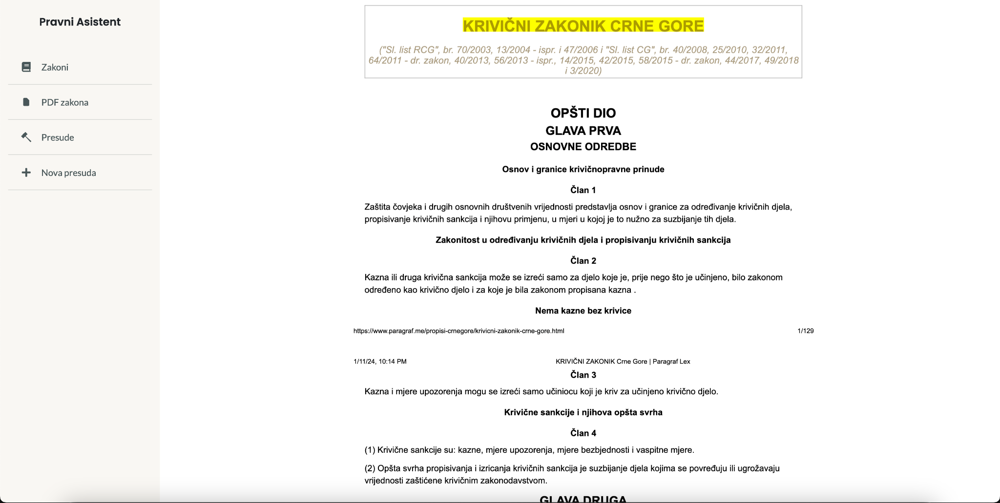 Pravni Asistent
Zakoni
PDF zakona
Presude
Nova presuda
KRIVIČNI ZAKONIK CRNE GORE
("Sl. list RCG", br. 70/2003, 13/2004 - ispr. i 47/2006 i "Sl. list CG", br. 40/2008, 25/2010, 32/2011,
64/2011 - dr. zakon, 40/2013, 56/2013 - ispr., 14/2015, 42/2015, 58/2015 - dr. zakon, 44/2017, 49/2018
i 3/2020)
OPŠTI DIO
GLAVA PRVA
OSNOVNE ODREDBE
Osnov i granice krivičnopravne prinude
Član 1
Zaštita čovjeka i drugih osnovnih društvenih vrijednosti predstavlja osnov i granice za određivanje krivičnih djela,
propisivanje krivičnih sankcija i njihovu primjenu, u mjeri u kojoj je to nužno za suzbijanje tih djela.
Zakonitost u određivanju krivičnih djela i propisivanju krivičnih sankcija
Član 2
Kazna ili druga krivična sankcija može se izreći samo za djelo koje je, prije nego što je učinjeno, bilo zakonom
određeno kao krivično djelo i za koje je bila zakonom propisana kazna .
Nema kazne bez krivice
https://www.paragraf.me/propisi-crnegore/krivicni-zakonik-crne-gore.html 1/129
1/11/24, 10:14 PM KRIVIČNI ZAKONIK Crne Gore | Paragraf Lex
Član 3
Kazna i mjere upozorenja mogu se izreći samo učiniocu koji je kriv za učinjeno krivično djelo.
Krivične sankcije i njihova opšta svrha
Član 4
(1) Krivične sankcije su: kazne, mjere upozorenja, mjere bezbjednosti i vaspitne mjere.
(2) Opšta svrha propisivanja i izricanja krivičnih sankcija je suzbijanje djela kojima se povređuju ili ugrožavaju
vrijednosti zaštićene krivičnim zakonodavstvom.
GLAVA DRUGA